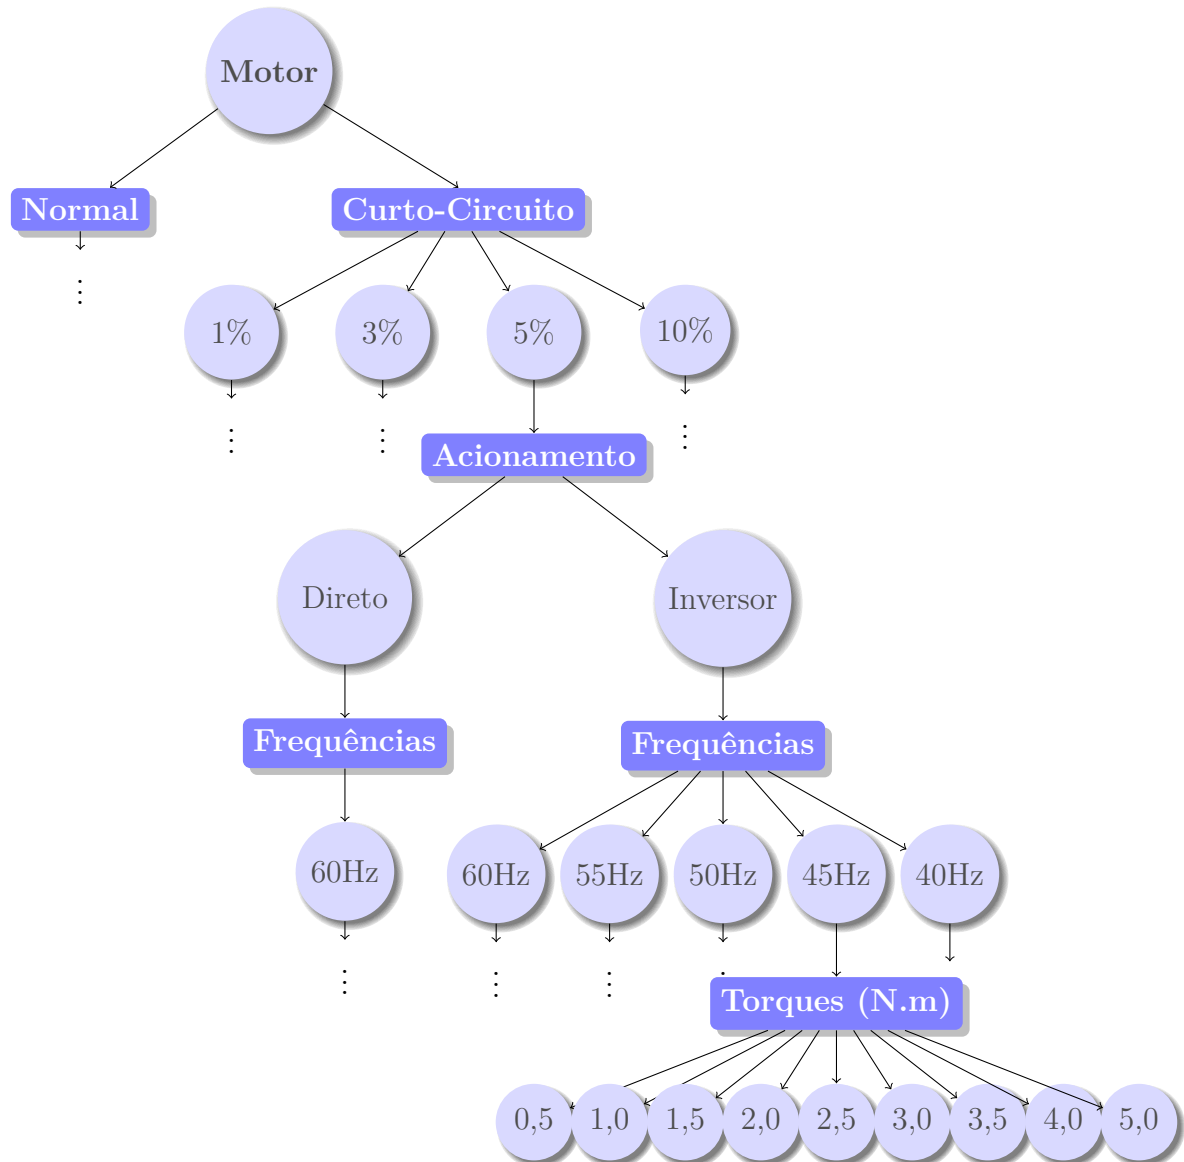 Motor
Normal
Curto-Circuito
1%
3%
5%
10%
Acionamento
Direto
Inversor
Frequências
Frequências
60Hz
60Hz
55Hz
50Hz
45Hz
40Hz
Torques (N.m)
0,5
1,0
1,5
2,0
2,5
3,0
3,5
4,0
5,0